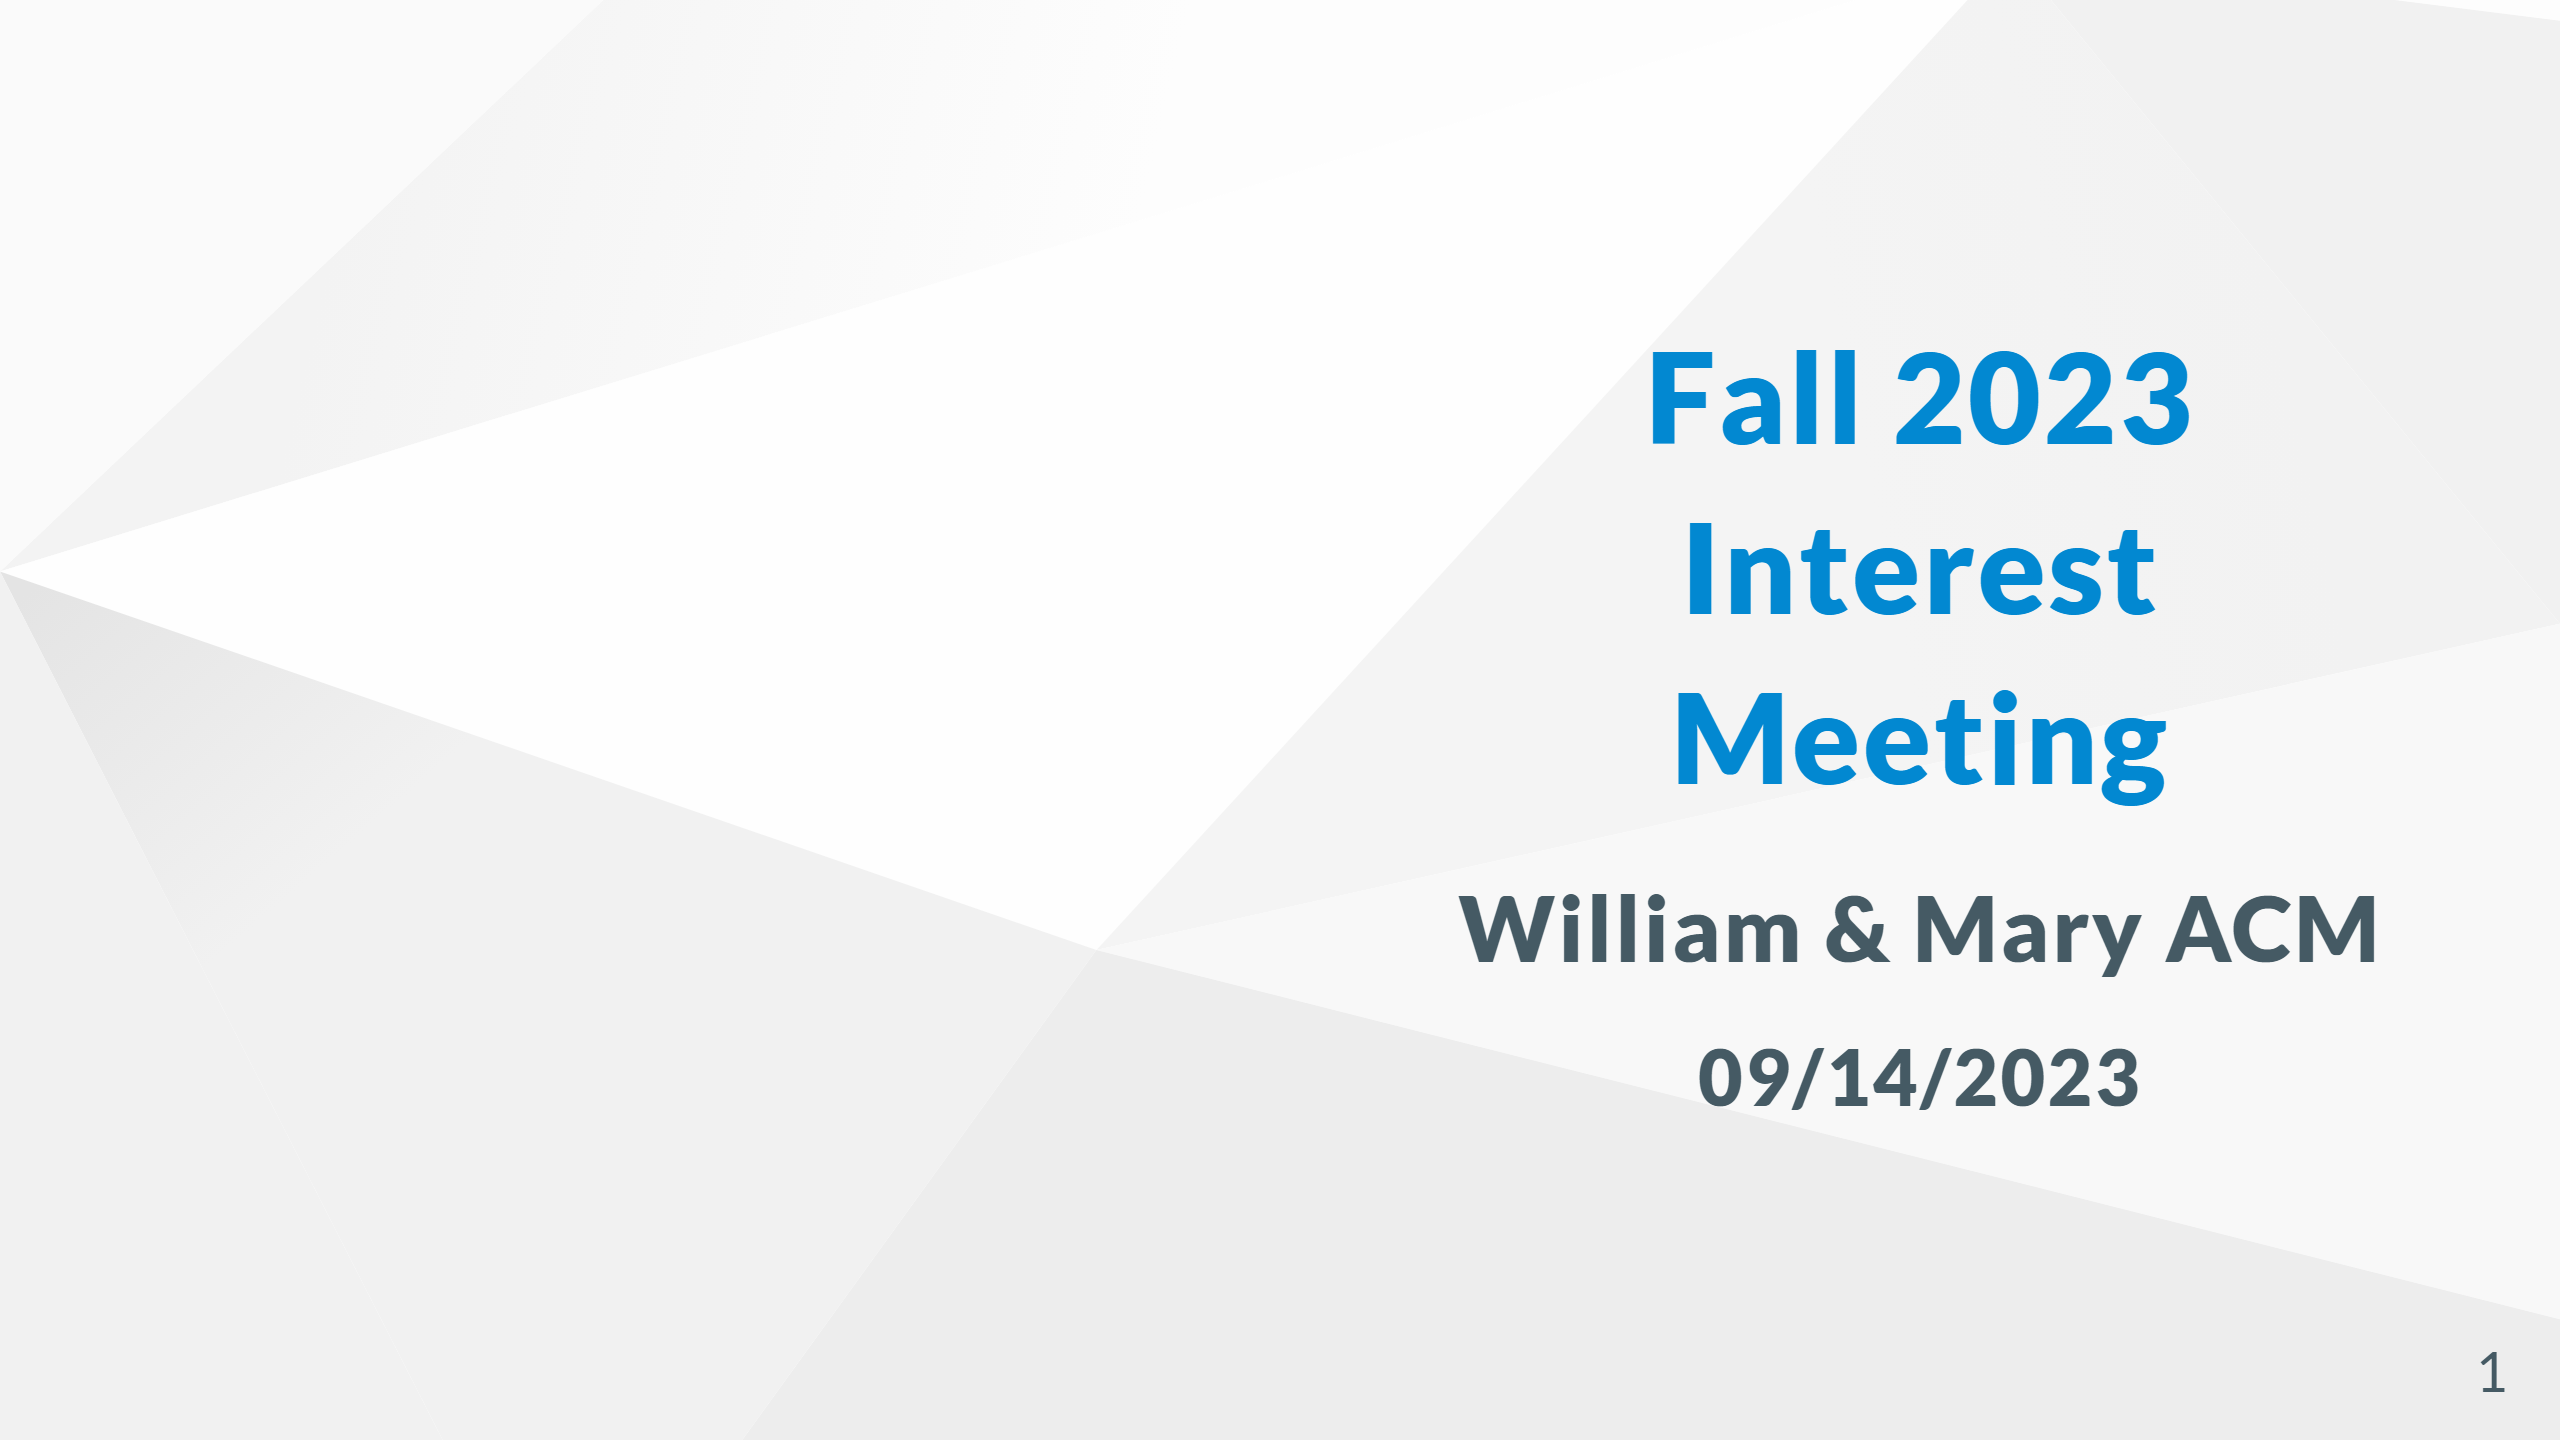 Fall 2023
Interest
Meeting
William & Mary ACM
09/14/2023
1